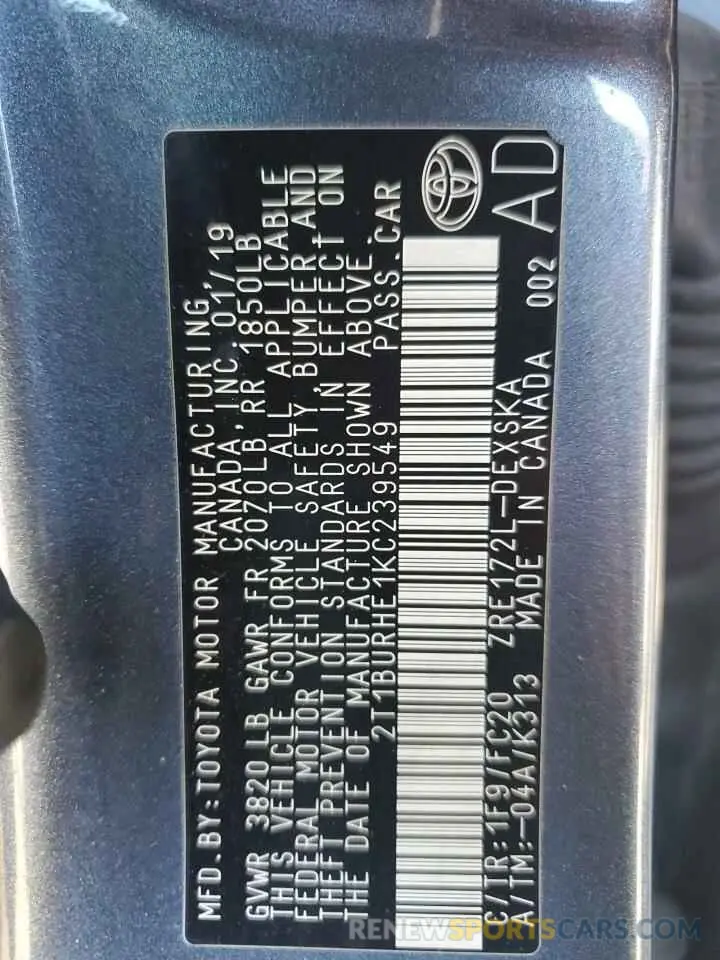 MFD.BY:TOYOTA MOTOR MANUFACTURING,
CANADA,INC. 01/19
GVWR 3820 LB GAWR FR 2070LB,RR 1850LB
THIS VEHICLE CONFORMS TO ALL APPLICABLE
FEDERAL MOTOR VEHICLE SAFETY,BUMPER,AND
THEFT PREVENTION STANDARDS IN EFFECT ON
THE DATE OF MANUFACTURE SHOWN ABOVE.
2T1BURHE1KC239549 PASS.CAR
C/TR:1F9/FC20 ZRE172L-DEXSKA
A/TM:-04A/K313 MADE IN CANADA 002 AD
RENEWSPORTSCARS.COM